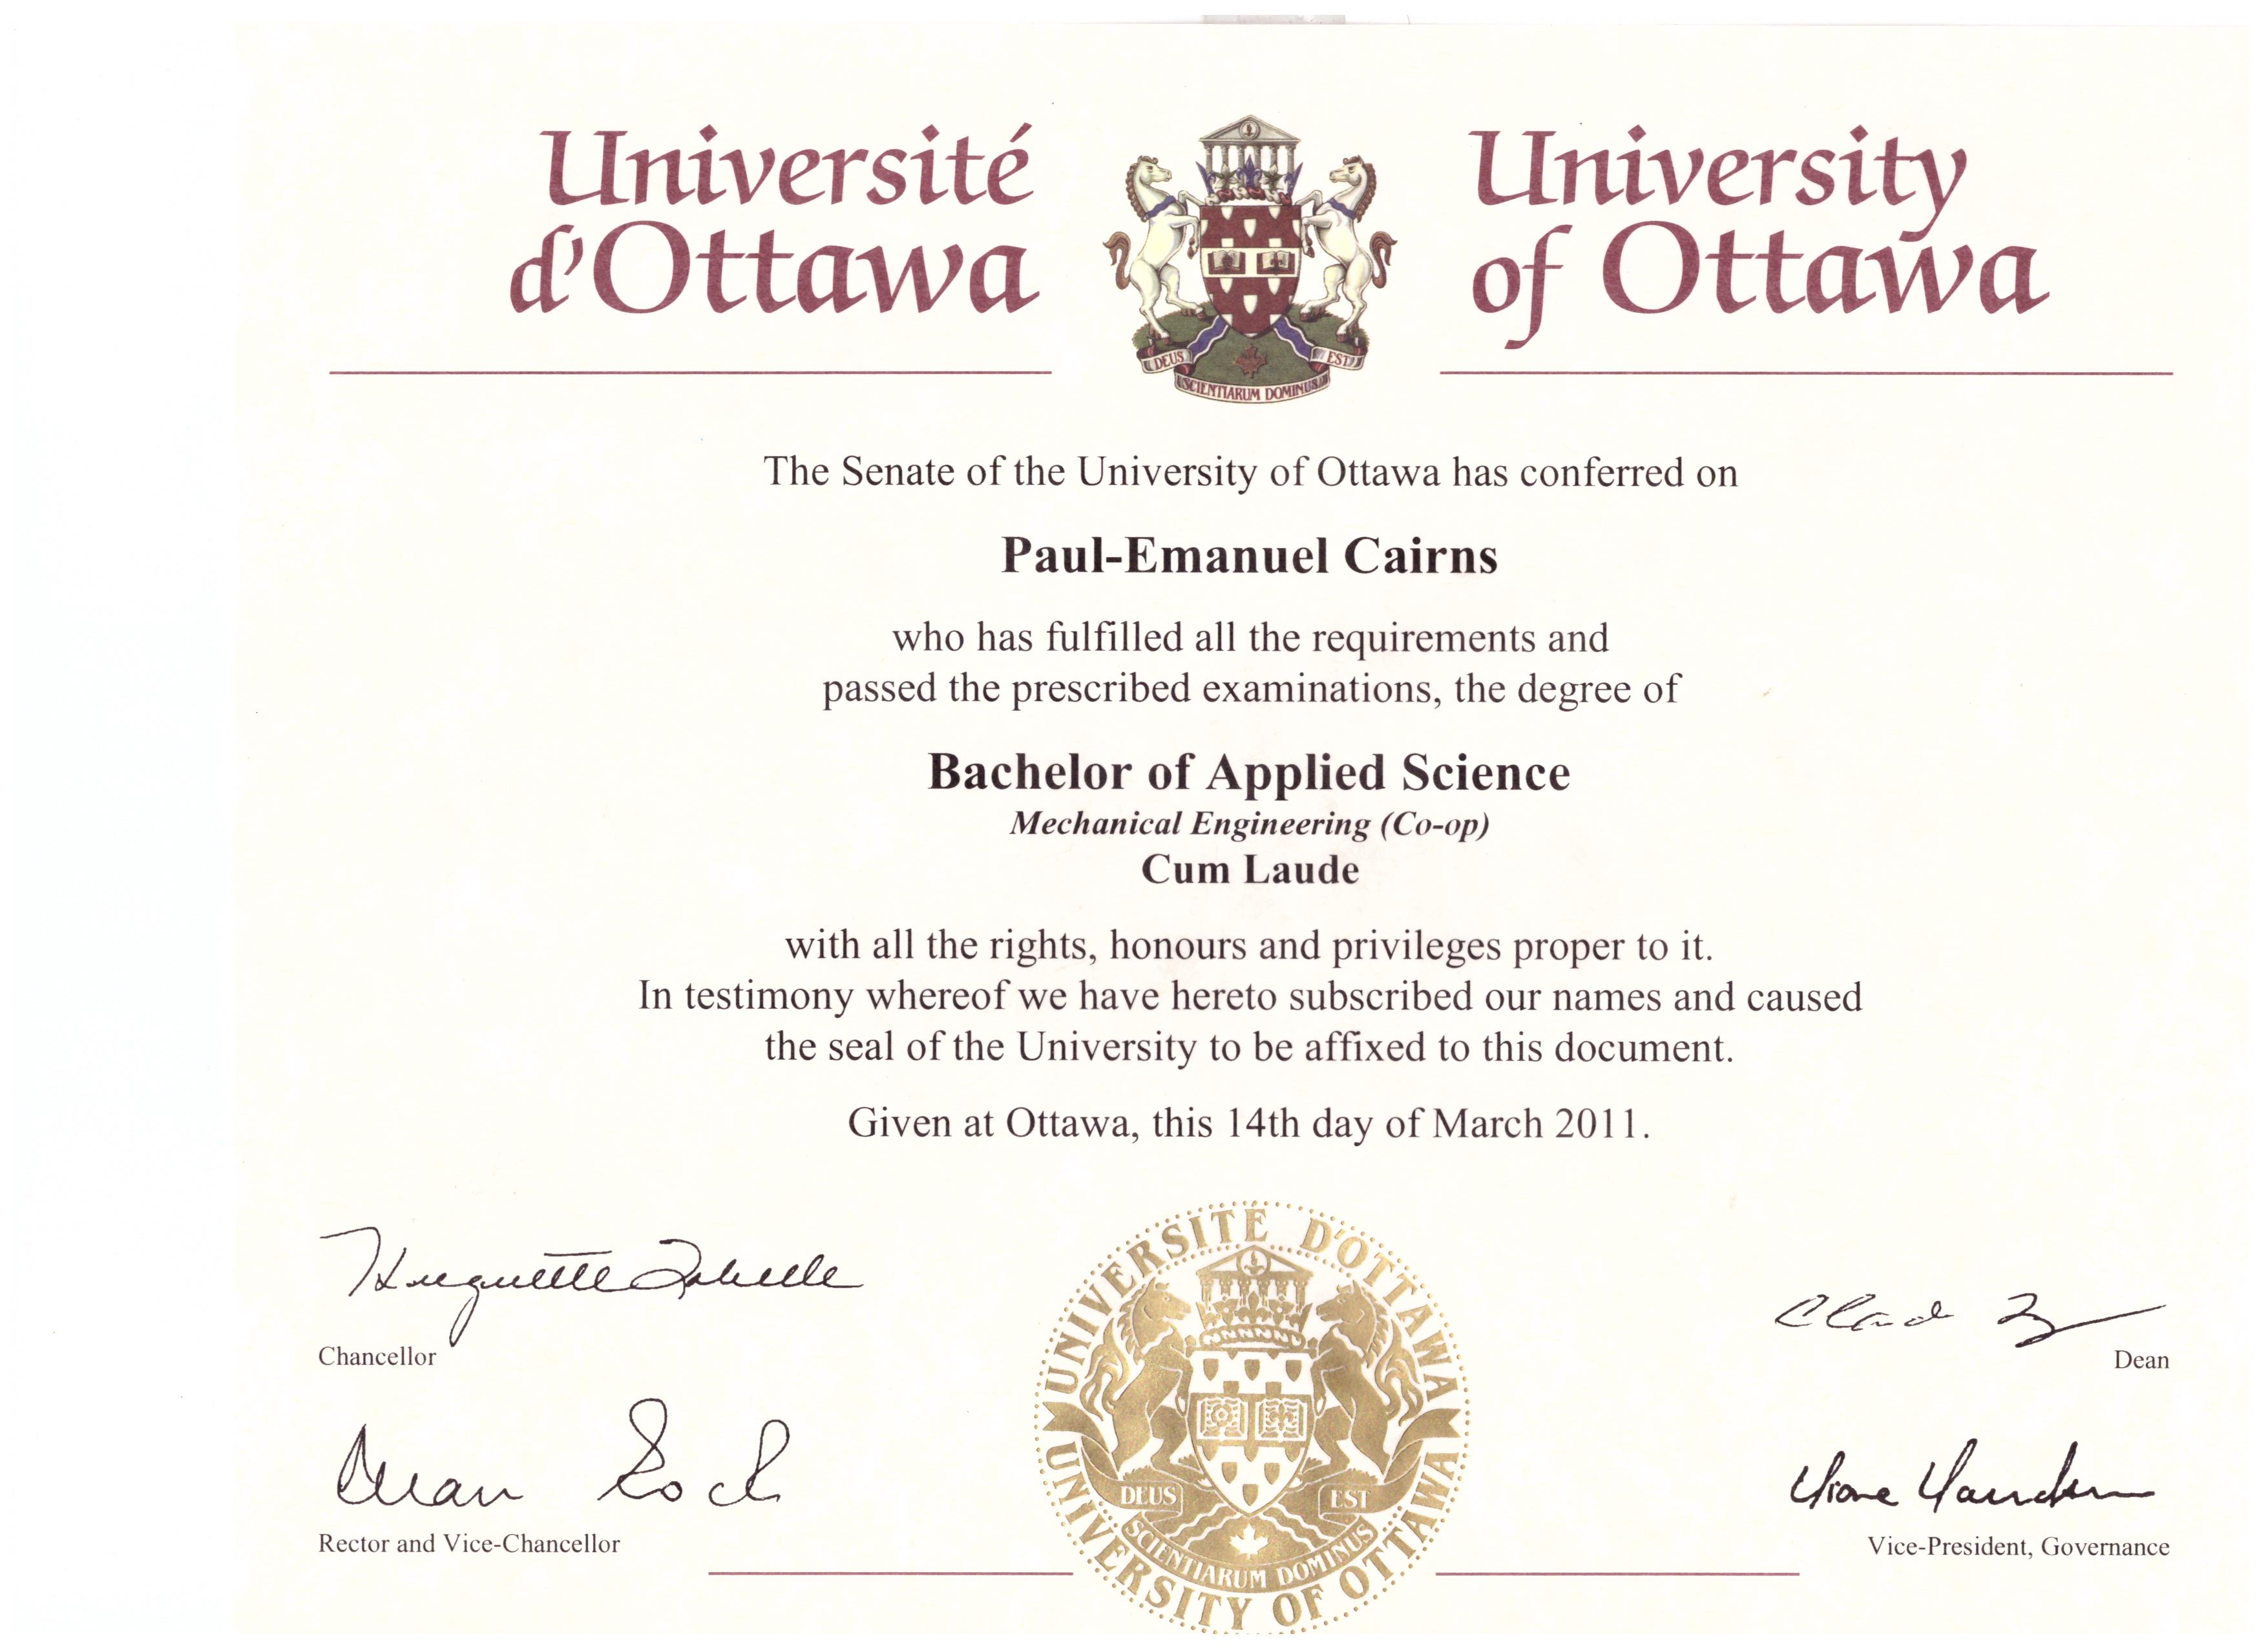 Université
d'Ottawa
University
of Ottawa
DEUS
EST
SCIENTIARUM DOMINUS
The Senate of the University of Ottawa has conferred on
Paul-Emanuel Cairns
who has fulfilled all the requirements and
passed the prescribed examinations, the degree of
Bachelor of Applied Science
Mechanical Engineering (Co-op)
Cum Laude
with all the rights, honours and privileges proper to it.
In testimony whereof we have hereto subscribed our names and caused
the seal of the University to be affixed to this document.
Given at Ottawa, this 14th day of March 2011.
Huguette Labelle
Chancellor
Allan Rock
Rector and Vice-Chancellor
UNIVERSITÉ D'OTTAWA
DEUS
EST
SCIENTIARUM DOMINUS
UNIVERSITY OF OTTAWA
Dean
Vice-President, Governance